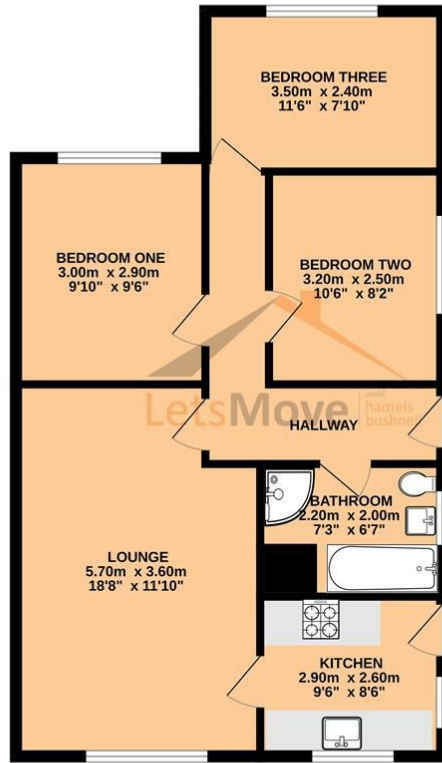 BEDROOM THREE
3.50m x 2.40m
11'6" x 7'10"
BEDROOM ONE
3.00m x 2.90m
9'10" x 9'6"
BEDROOM TWO
3.20m x 2.50m
10'6" x 8'2"
LetsMove with
hamels
bushnell
HALLWAY
BATHROOM
2.20m x 2.00m
7'3" x 6'7"
LOUNGE
5.70m x 3.60m
18'8" x 11'10"
KITCHEN
2.90m x 2.60m
9'6" x 8'6"